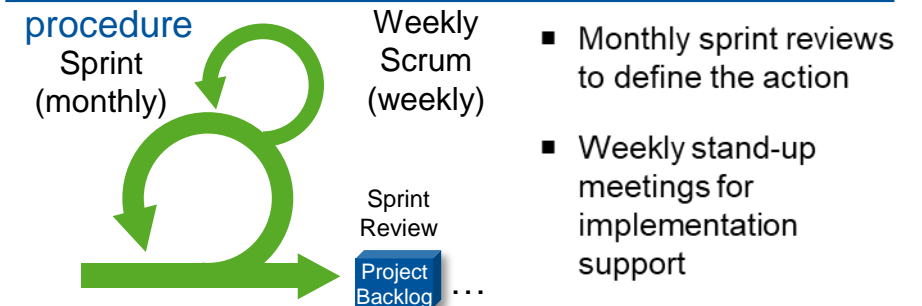 procedure
Sprint
(monthly)
Weekly
Scrum
(weekly)
Sprint
Review
Project
Backlog
...
■ Monthly sprint reviews
to define the action
■ Weekly stand-up
meetings for
implementation
support